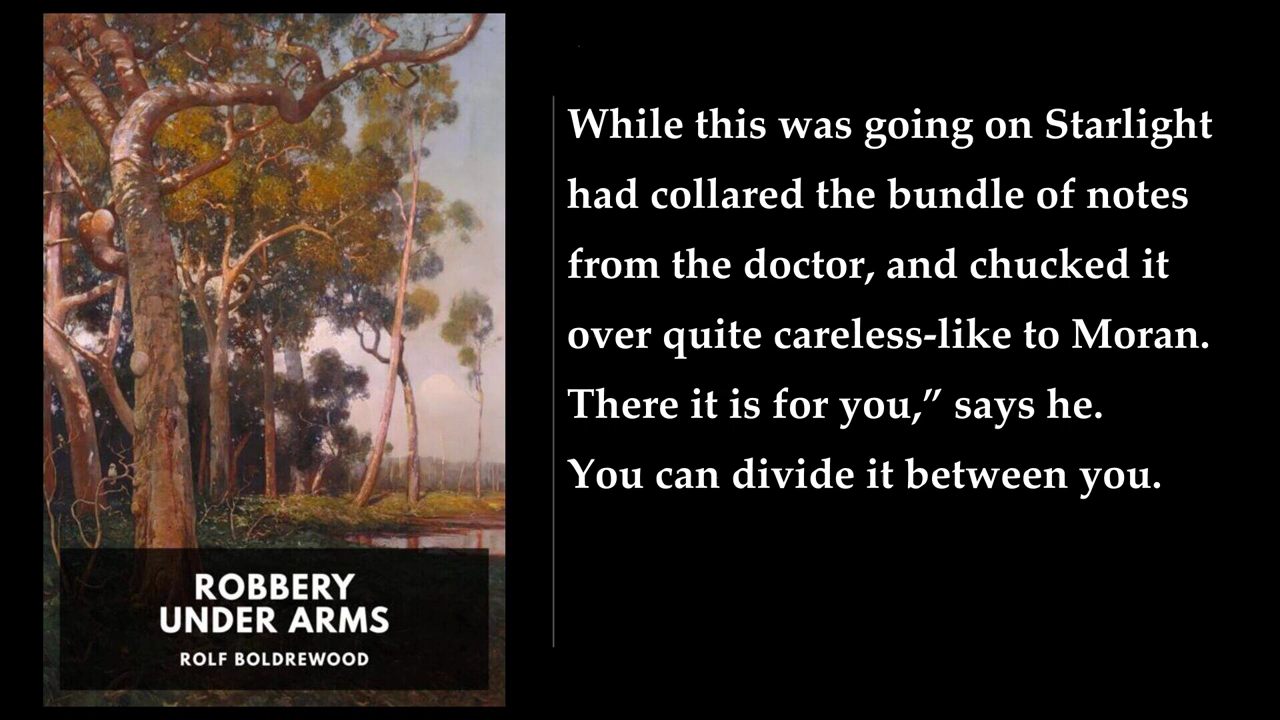 While this was going on Starlight
had collared the bundle of notes
from the doctor, and chucked it
over quite careless-like to Moran.
There it is for you,” says he.
You can divide it between you.
ROBBERY
UNDER ARMS
ROLF BOLDREWOOD